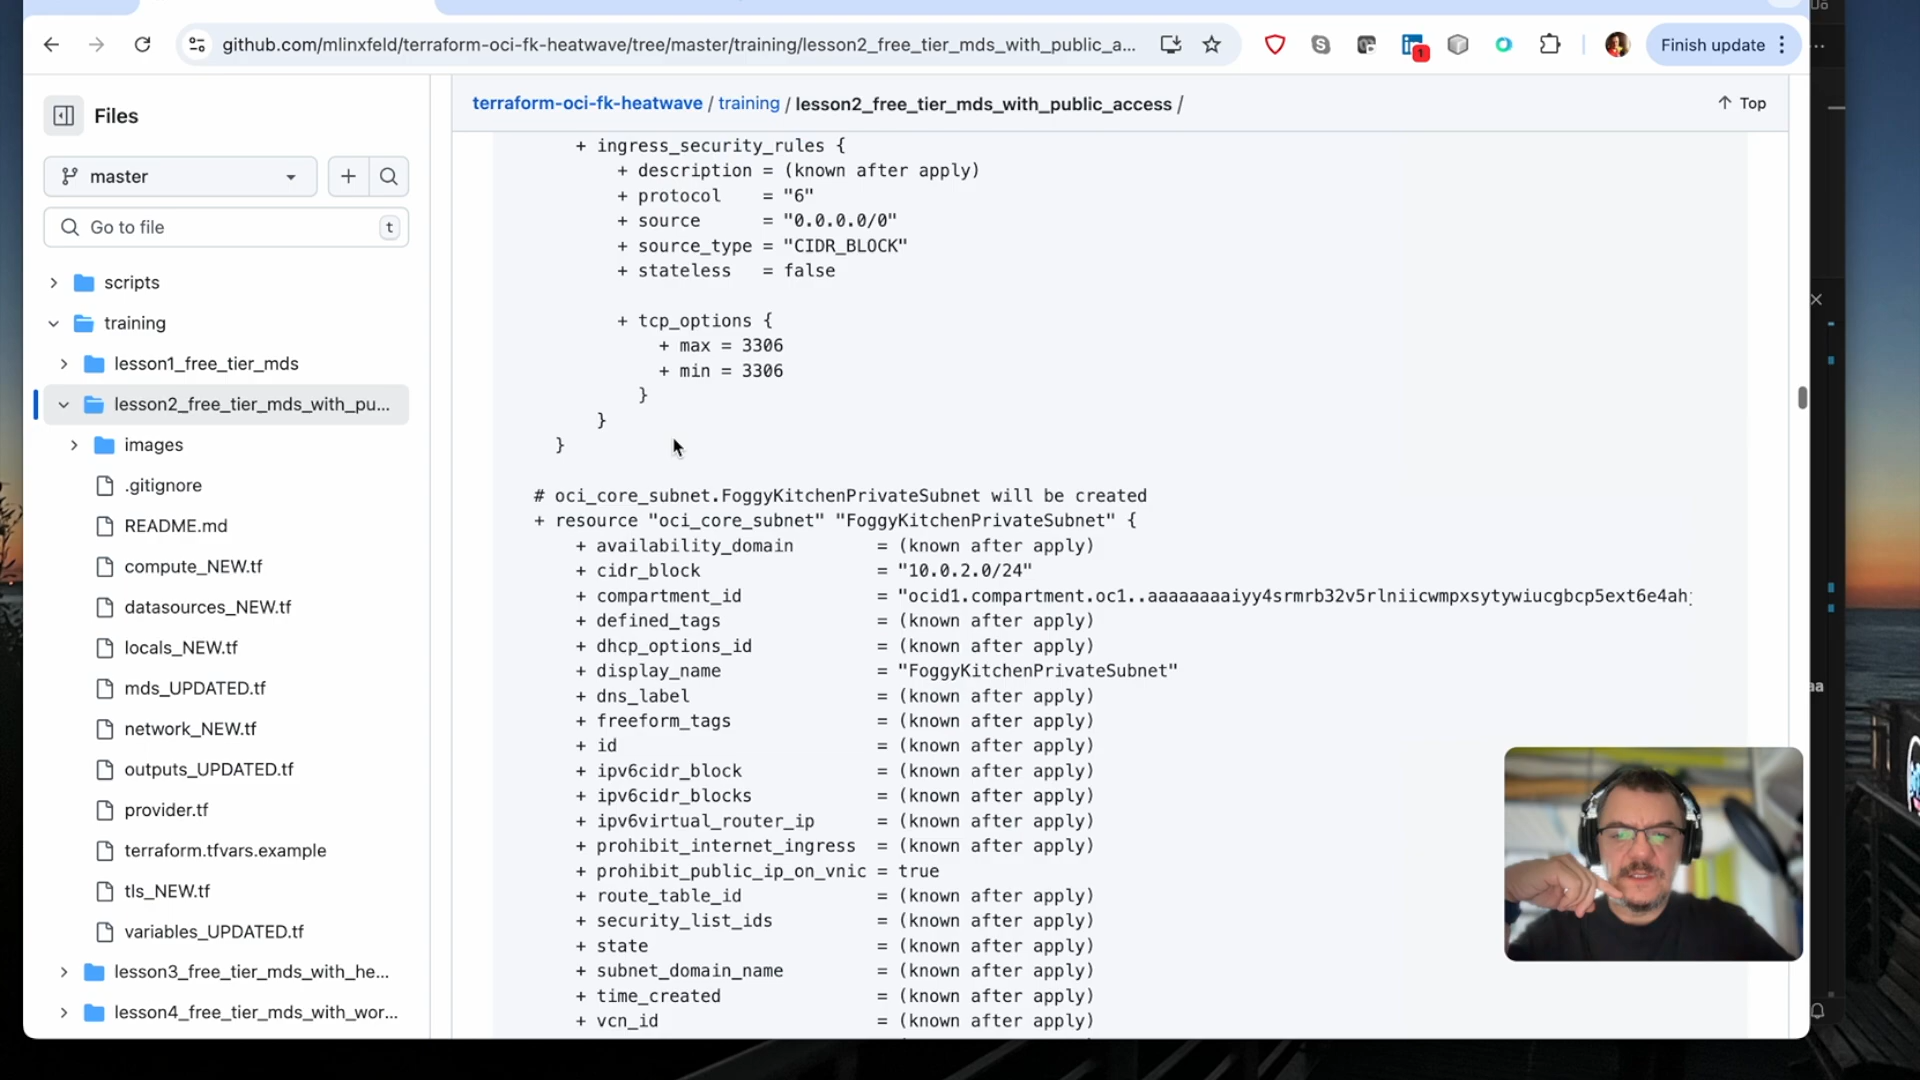 github.com/mlinxfeld/terraform-oci-fk-heatwave/tree/master/training/lesson2_free_tier_mds_with_public_a...
1
Finish update
Files
terraform-oci-fk-heatwave / training / lesson2_free_tier_mds_with_public_access /
Top
master
Go to file
t
scripts
training
lesson1_free_tier_mds
lesson2_free_tier_mds_with_pu...
images
.gitignore
README.md
compute_NEW.tf
datasources_NEW.tf
locals_NEW.tf
mds_UPDATED.tf
network_NEW.tf
outputs_UPDATED.tf
provider.tf
terraform.tfvars.example
tls_NEW.tf
variables_UPDATED.tf
lesson3_free_tier_mds_with_he...
lesson4_free_tier_mds_with_wor...
+ ingress_security_rules {
+ description = (known after apply)
+ protocol = "6"
+ source = "0.0.0.0/0"
+ source_type = "CIDR_BLOCK"
+ stateless = false
+ tcp_options {
+ max = 3306
+ min = 3306
}
}
}
# oci_core_subnet.FoggyKitchenPrivateSubnet will be created
+ resource "oci_core_subnet" "FoggyKitchenPrivateSubnet" {
+ availability_domain = (known after apply)
+ cidr_block = "10.0.2.0/24"
+ compartment_id = "ocid1.compartment.oc1..aaaaaaaaiyy4srmrb32v5rlniicwmpxsytywiucgbcp5ext6e4ah
+ defined_tags = (known after apply)
+ dhcp_options_id = (known after apply)
+ display_name = "FoggyKitchenPrivateSubnet"
+ dns_label = (known after apply)
+ freeform_tags = (known after apply)
+ id = (known after apply)
+ ipv6cidr_block = (known after apply)
+ ipv6cidr_blocks = (known after apply)
+ ipv6virtual_router_ip = (known after apply)
+ prohibit_internet_ingress = (known after apply)
+ prohibit_public_ip_on_vnic = true
+ route_table_id = (known after apply)
+ security_list_ids = (known after apply)
+ state = (known after apply)
+ subnet_domain_name = (known after apply)
+ time_created = (known after apply)
+ vcn_id = (known after apply)
aa